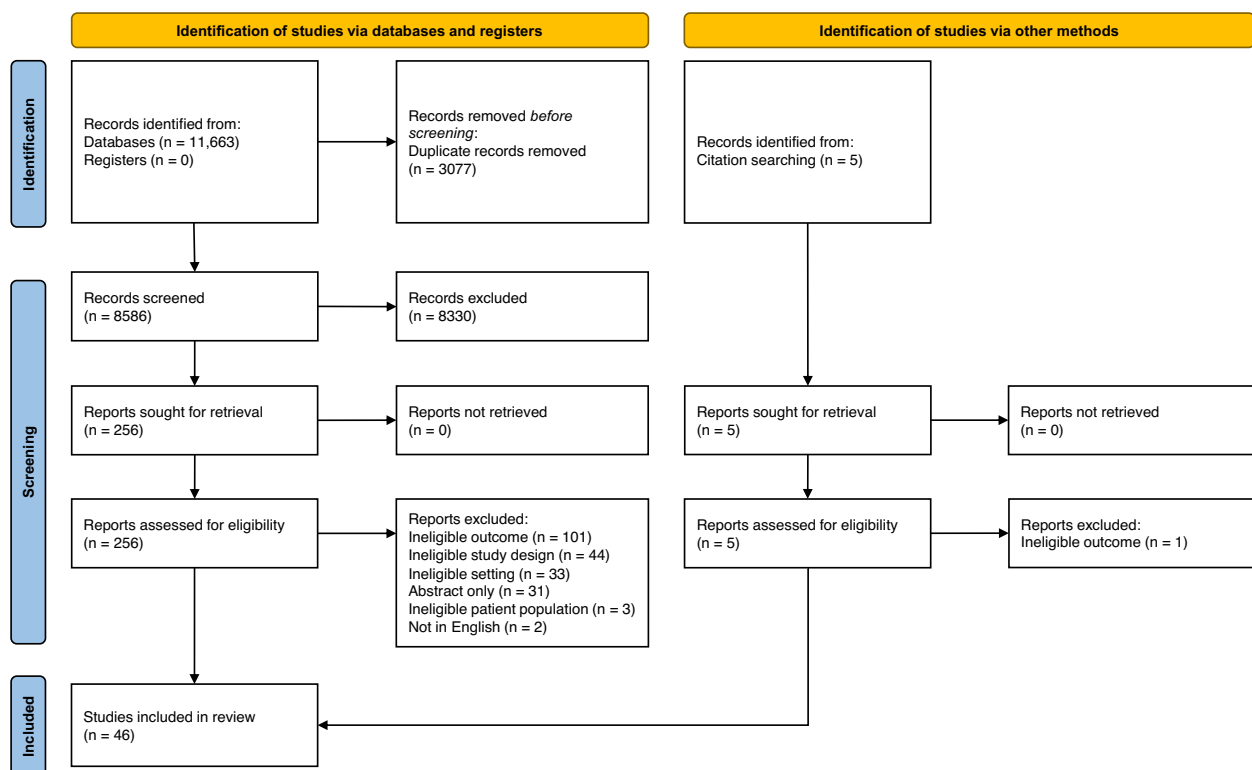 Identification of studies via databases and registers
Identification of studies via other methods
Identification
Records identified from:
Databases (n = 11,663)
Registers (n = 0)
Records removed before
screening:
Duplicate records removed
(n = 3077)
Records identified from:
Citation searching (n = 5)
Screening
Records screened
(n = 8586)
Records excluded
(n = 8330)
Reports sought for retrieval
(n = 256)
Reports not retrieved
(n = 0)
Reports sought for retrieval
(n = 5)
Reports not retrieved
(n = 0)
Reports assessed for eligibility
(n = 256)
Reports excluded:
Ineligible outcome (n = 101)
Ineligible study design (n = 44)
Ineligible setting (n = 33)
Abstract only (n = 31)
Ineligible patient population (n = 3)
Not in English (n = 2)
Reports assessed for eligibility
(n = 5)
Reports excluded:
Ineligible outcome (n = 1)
Included
Studies included in review
(n = 46)